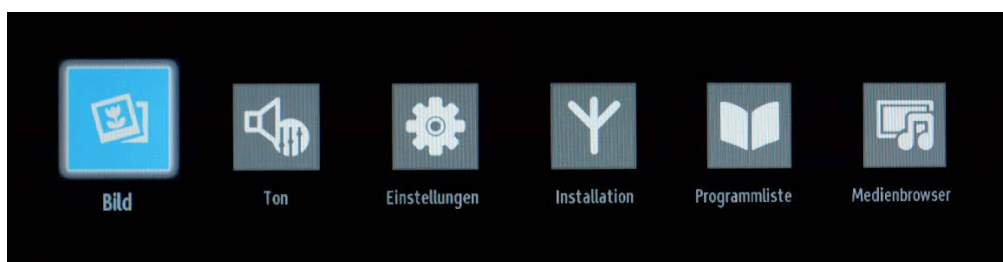 Bild
Ton
Einstellungen
Installation
Programmliste
Medienbrowser